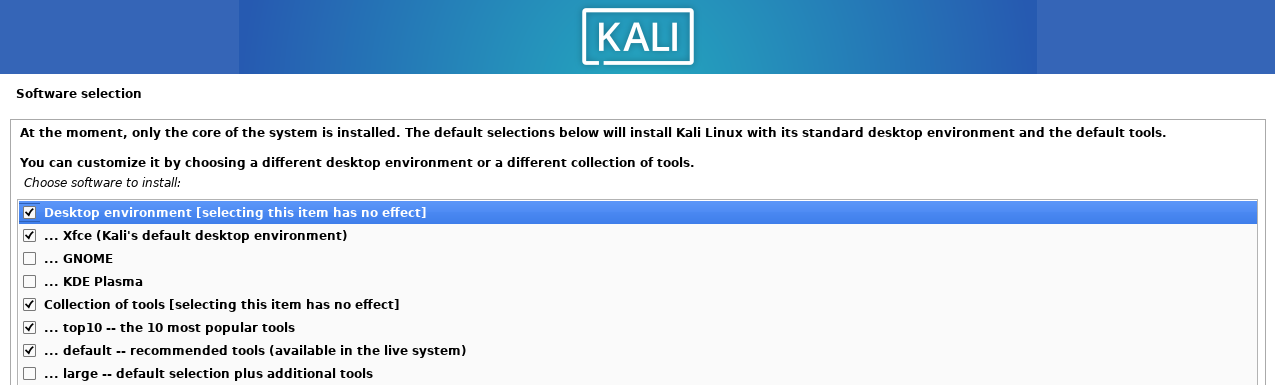 KALI
Software selection
At the moment, only the core of the system is installed. The default selections below will install Kali Linux with its standard desktop environment and the default tools.
You can customize it by choosing a different desktop environment or a different collection of tools.
Choose software to install:
Desktop environment [selecting this item has no effect]
... Xfce (Kali's default desktop environment)
... GNOME
... KDE Plasma
Collection of tools [selecting this item has no effect]
... top10 -- the 10 most popular tools
... default -- recommended tools (available in the live system)
... large -- default selection plus additional tools